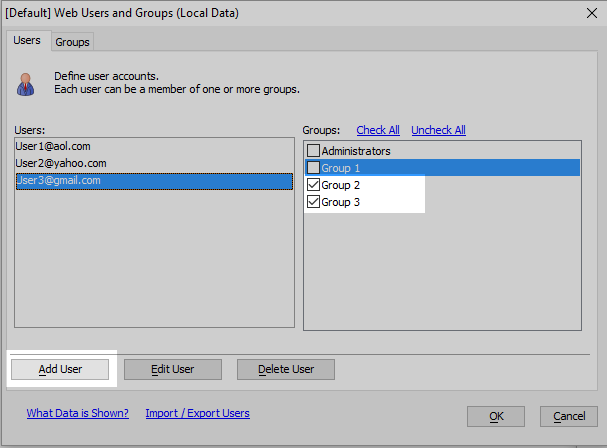 [Default] Web Users and Groups (Local Data)
Users Groups
Define user accounts.
Each user can be a member of one or more groups.
Users:
User1@aol.com
User2@yahoo.com
User3@gmail.com
Groups: Check All Uncheck All
Administrators
Group 1
Group 2
Group 3
Add User Edit User Delete User
What Data is Shown? Import / Export Users
OK Cancel